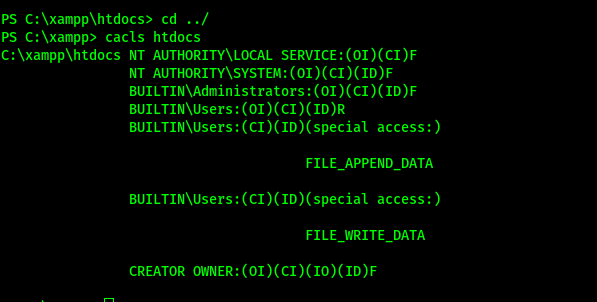 PS C:\xampp\htdocs> cd ../
PS C:\xampp> cacls htdocs
C:\xampp\htdocs NT AUTHORITY\LOCAL SERVICE:(OI)(CI)F
NT AUTHORITY\SYSTEM:(OI)(CI)(ID)F
BUILTIN\Administrators:(OI)(CI)(ID)F
BUILTIN\Users:(OI)(CI)(ID)R
BUILTIN\Users:(CI)(ID)(special access:)
FILE_APPEND_DATA
BUILTIN\Users:(CI)(ID)(special access:)
FILE_WRITE_DATA
CREATOR OWNER:(OI)(CI)(IO)(ID)F